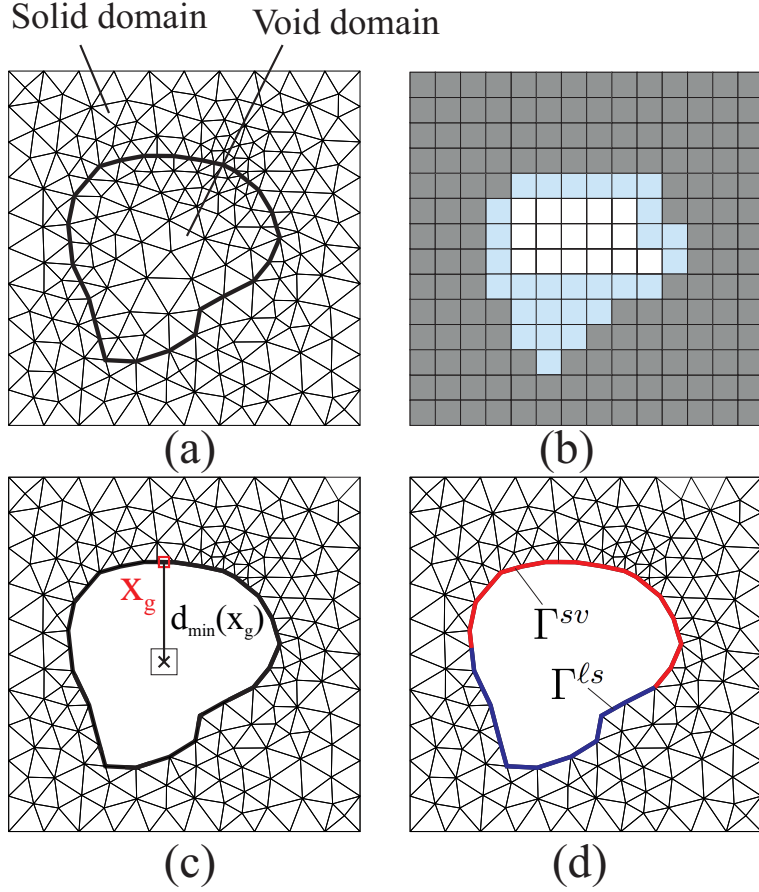 Solid domain
Void domain
(a)
(b)
x_g
d_min(x_g)
Γ^{sv}
Γ^{ℓs}
(c)
(d)